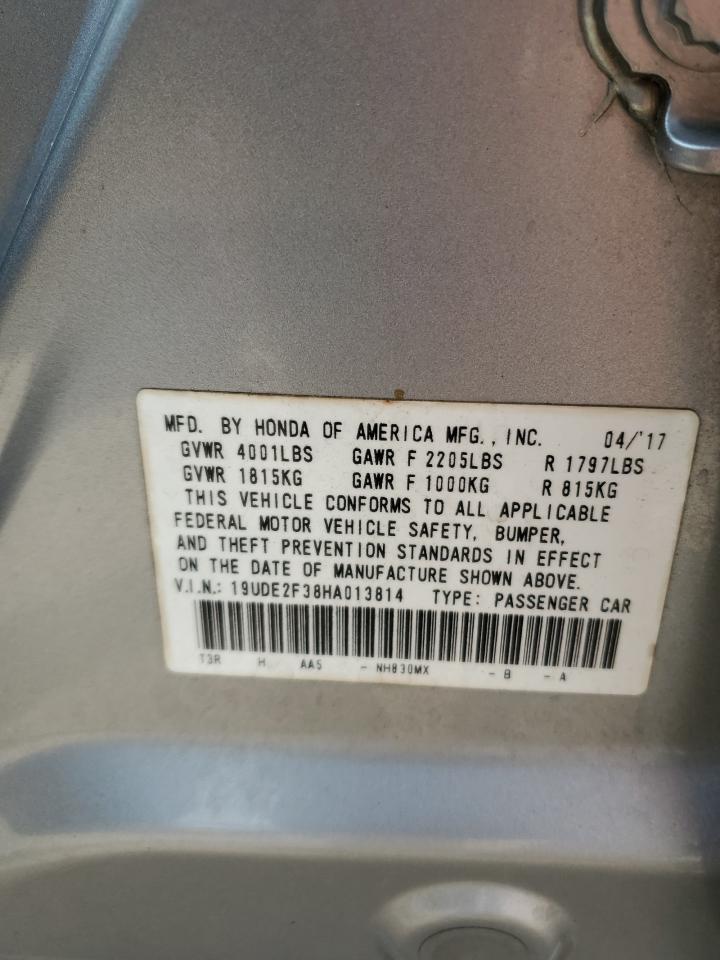 MFD. BY HONDA OF AMERICA MFG., INC. 04/'17
GVWR 4001LBS GAWR F 2205LBS R 1797LBS
GVWR 1815KG GAWR F 1000KG R 815KG
THIS VEHICLE CONFORMS TO ALL APPLICABLE
FEDERAL MOTOR VEHICLE SAFETY, BUMPER,
AND THEFT PREVENTION STANDARDS IN EFFECT
ON THE DATE OF MANUFACTURE SHOWN ABOVE.
V.I.N.: 19UDE2F38HA013814 TYPE: PASSENGER CAR
T3R H AA5 - NH830MX - B - A